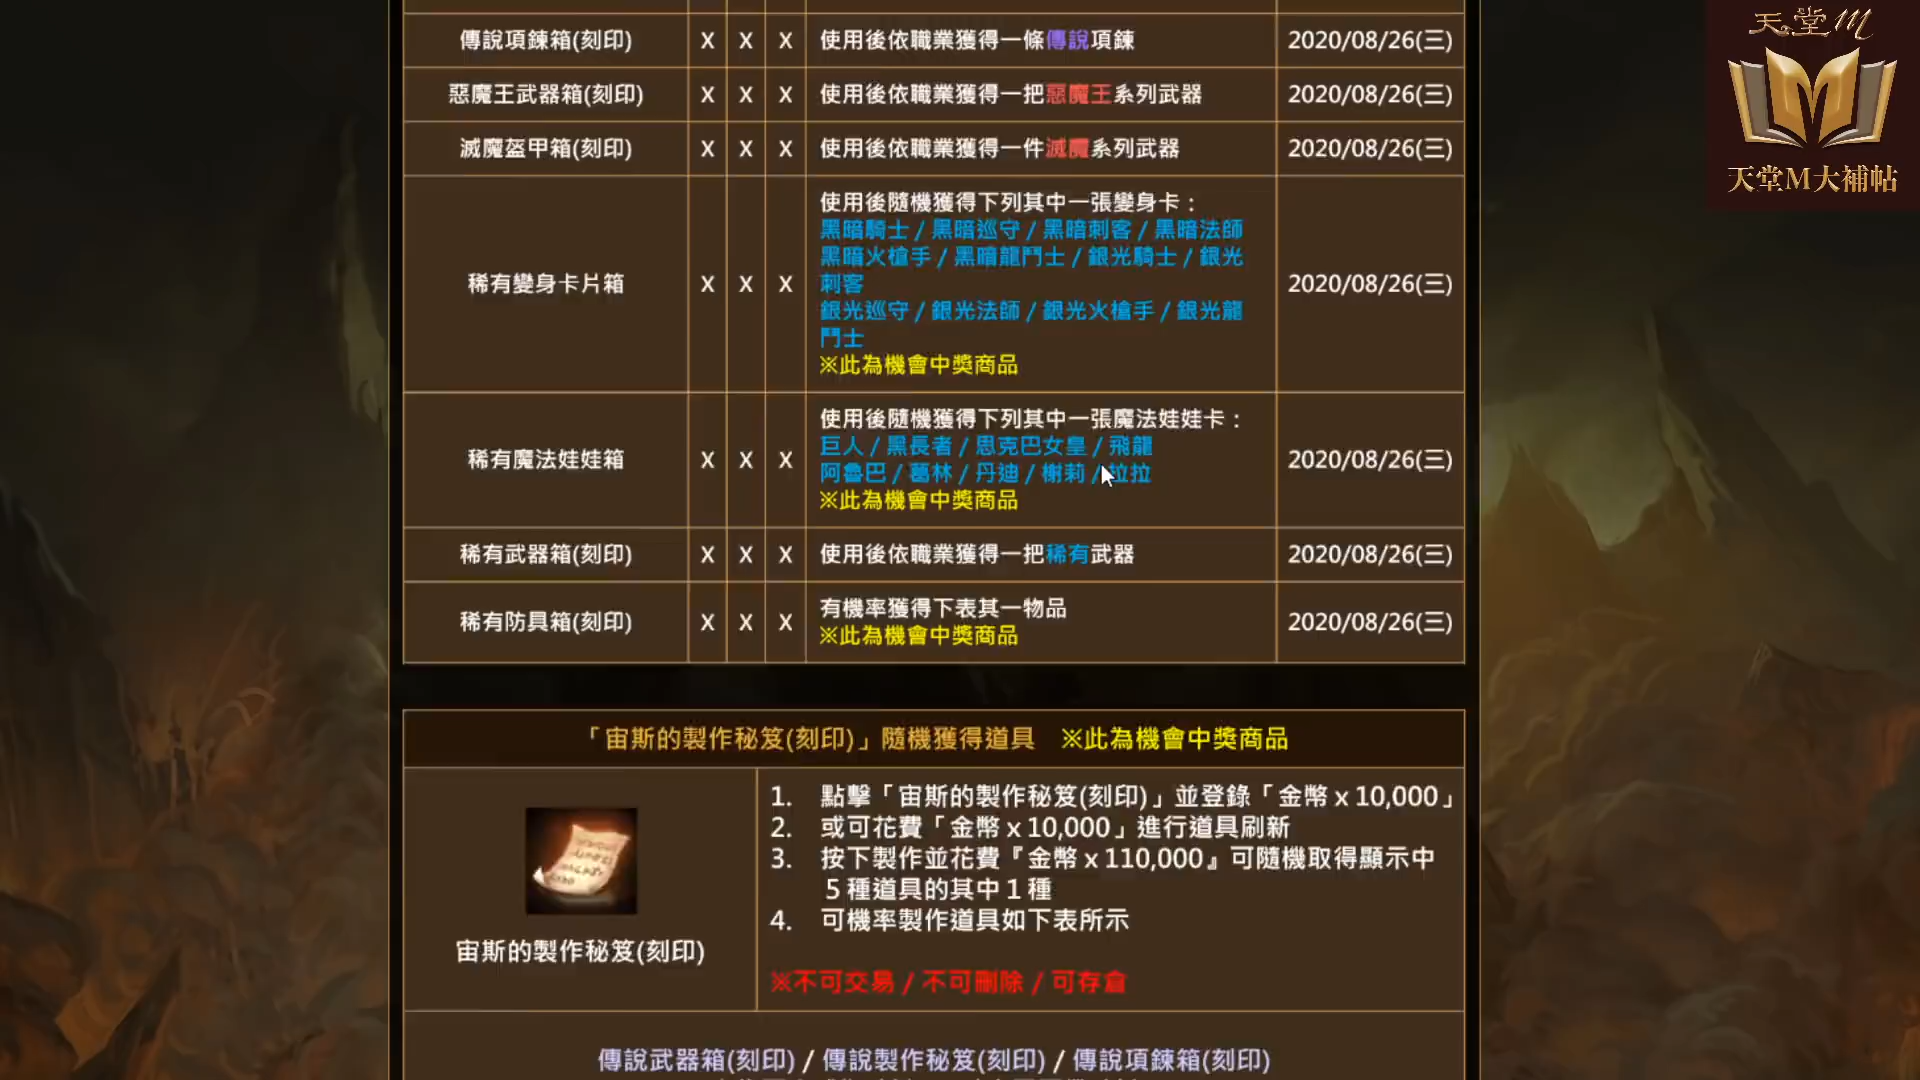 傳說項鍊箱(刻印) X X X 使用後依職業獲得一條傳說項鍊 2020/08/26(三)
惡魔王武器箱(刻印) X X X 使用後依職業獲得一把惡魔王系列武器 2020/08/26(三)
滅魔盔甲箱(刻印) X X X 使用後依職業獲得一件滅魔系列武器 2020/08/26(三)
稀有變身卡片箱 X X X
使用後隨機獲得下列其中一張變身卡：
黑暗騎士 / 黑暗巡守 / 黑暗刺客 / 黑暗法師
黑暗火槍手 / 黑暗龍鬥士 / 銀光騎士 / 銀光
刺客
銀光巡守 / 銀光法師 / 銀光火槍手 / 銀光龍
鬥士
※此為機會中獎商品
2020/08/26(三)
稀有魔法娃娃箱 X X X
使用後隨機獲得下列其中一張魔法娃娃卡：
巨人 / 黑長者 / 思克巴女皇 / 飛龍
阿魯巴 / 葛林 / 丹迪 / 榭莉 / 拉拉
※此為機會中獎商品
2020/08/26(三)
稀有武器箱(刻印) X X X 使用後依職業獲得一把稀有武器 2020/08/26(三)
稀有防具箱(刻印) X X X
有機率獲得下表其一物品
※此為機會中獎商品
2020/08/26(三)
「宙斯的製作秘笈(刻印)」隨機獲得道具 ※此為機會中獎商品
宙斯的製作秘笈(刻印)
1. 點擊「宙斯的製作秘笈(刻印)」並登錄「金幣 x 10,000」
2. 或可花費「金幣 x 10,000」進行道具刷新
3. 按下製作並花費『金幣 x 110,000』可隨機取得顯示中
５種道具的其中１種
4. 可機率製作道具如下表所示
※不可交易 / 不可刪除 / 可存倉
傳說武器箱(刻印) / 傳說製作秘笈(刻印) / 傳說項鍊箱(刻印)
天堂M
天堂M大補帖